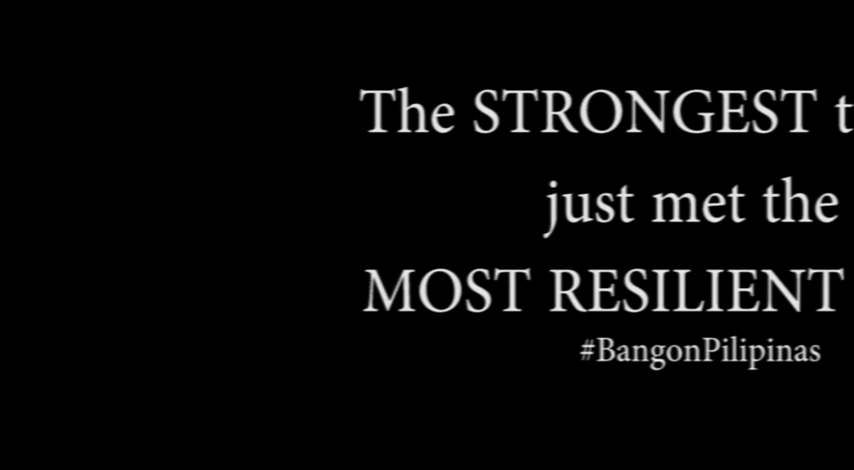 The STRONGEST t
just met the
MOST RESILIENT
#BangonPilipinas